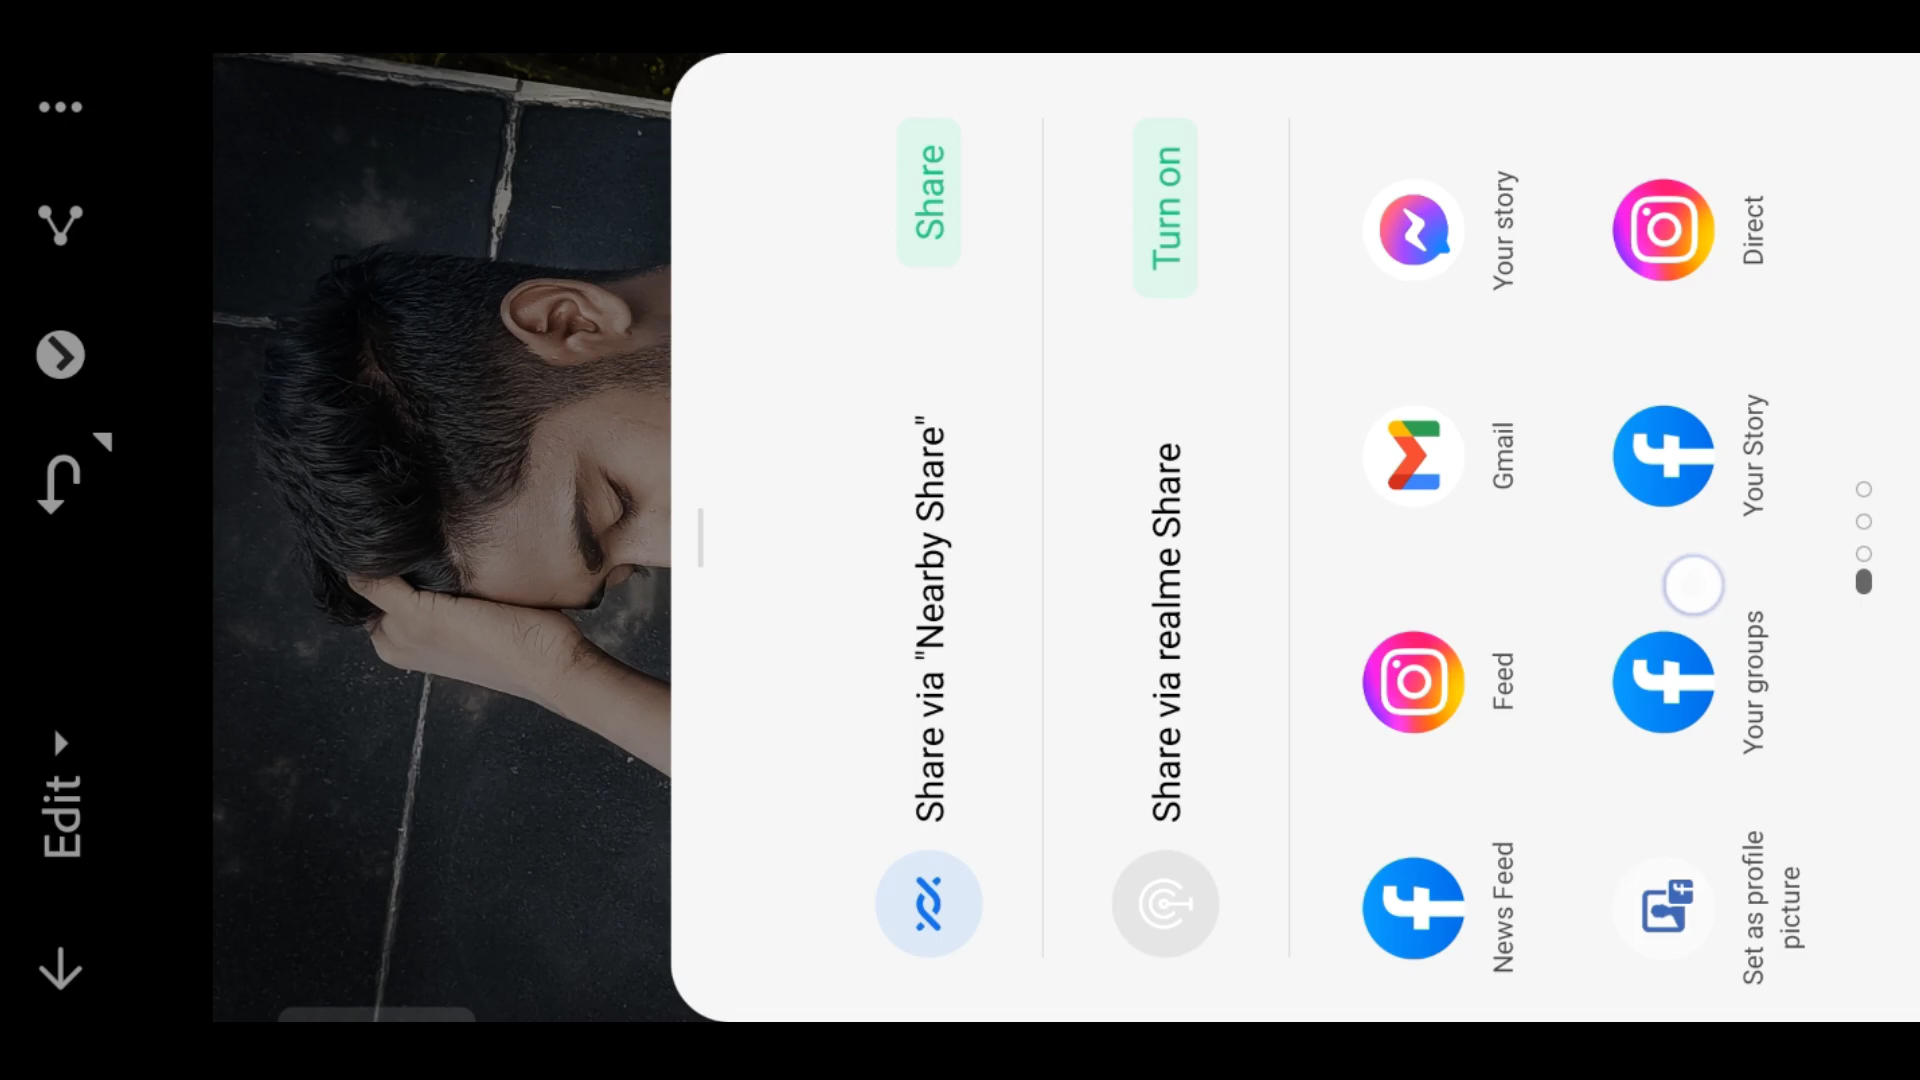 Edit
Share via "Nearby Share"
Share
Share via realme Share
Turn on
News Feed
Feed
Gmail
Your story
Set as profile
picture
Your groups
Your Story
Direct